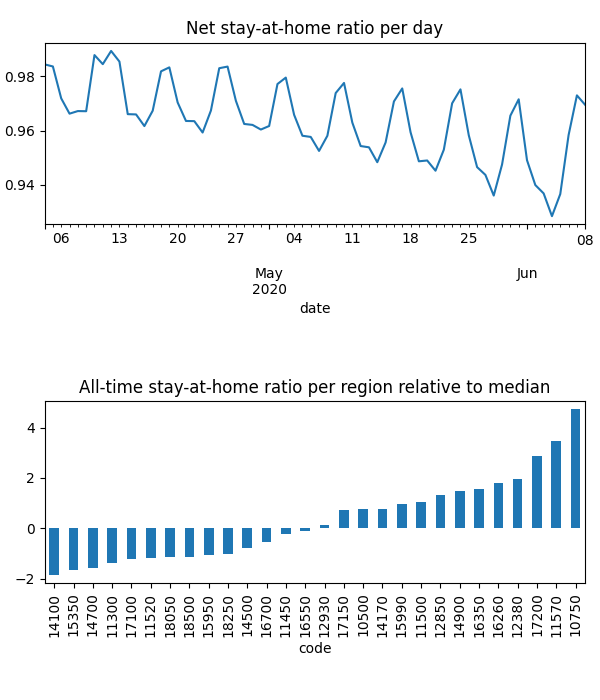 Net stay-at-home ratio per day
0.98
0.96
0.94
06 13 20 27 04 11 18 25 08
May Jun
2020
date
All-time stay-at-home ratio per region relative to median
4
2
0
−2
14100 15350 14700 11300 17100 11520 18050 18500 15950 18250 14500 16700 11450 16550 12930 17150 10500 14170 15990 11500 12850 14900 16350 16260 12380 17200 11570 10750
code